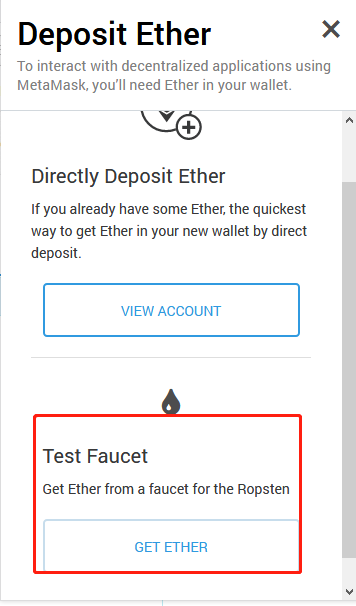 Deposit Ether
To interact with decentralized applications using
MetaMask, you’ll need Ether in your wallet.
Directly Deposit Ether
If you already have some Ether, the quickest
way to get Ether in your new wallet by direct
deposit.
VIEW ACCOUNT
Test Faucet
Get Ether from a faucet for the Ropsten
GET ETHER